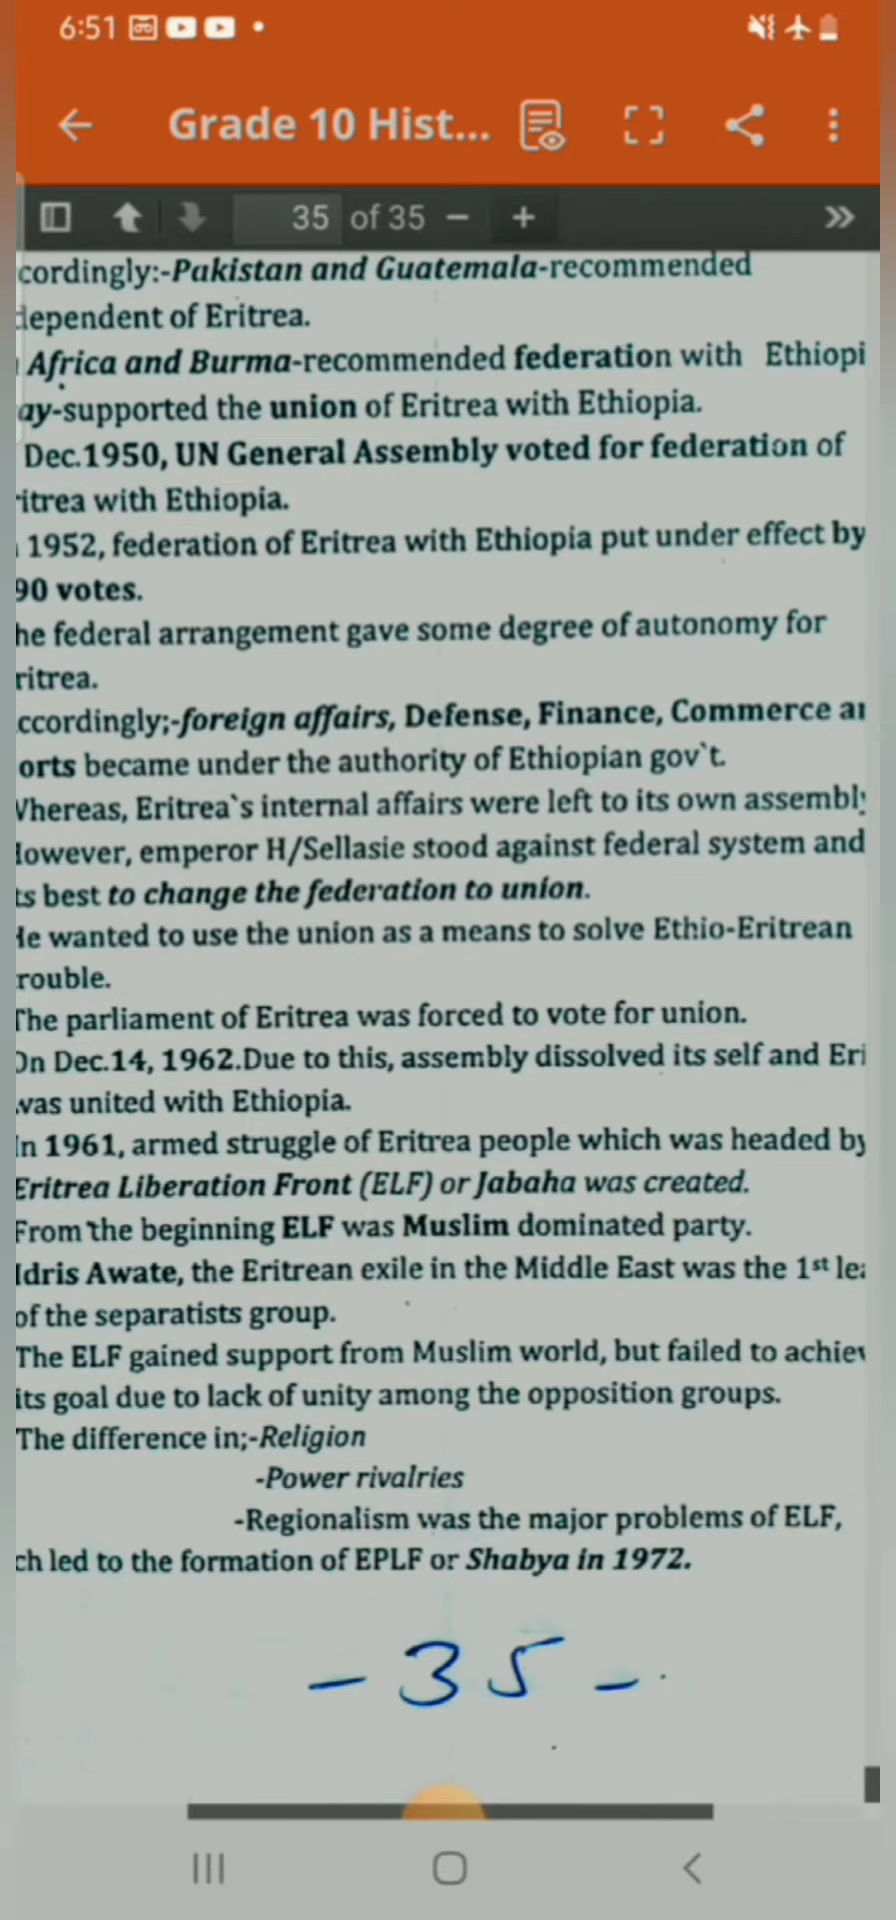 6:51
Grade 10 Hist...
35 of 35 − +
cordingly:-Pakistan and Guatemala-recommended
dependent of Eritrea.
Africa and Burma-recommended federation with Ethiopi
ay-supported the union of Eritrea with Ethiopia.
Dec.1950, UN General Assembly voted for federation of
ritrea with Ethiopia.
1952, federation of Eritrea with Ethiopia put under effect by
90 votes.
he federal arrangement gave some degree of autonomy for
ritrea.
ccordingly;-foreign affairs, Defense, Finance, Commerce an
orts became under the authority of Ethiopian gov`t.
Whereas, Eritrea`s internal affairs were left to its own assembly
However, emperor H/Sellasie stood against federal system and
ts best to change the federation to union.
He wanted to use the union as a means to solve Ethio-Eritrean
rouble.
The parliament of Eritrea was forced to vote for union.
On Dec.14, 1962.Due to this, assembly dissolved its self and Eri
was united with Ethiopia.
In 1961, armed struggle of Eritrea people which was headed by
Eritrea Liberation Front (ELF) or Jabaha was created.
From the beginning ELF was Muslim dominated party.
Idris Awate, the Eritrean exile in the Middle East was the 1st lea
of the separatists group.
The ELF gained support from Muslim world, but failed to achiev
its goal due to lack of unity among the opposition groups.
The difference in;-Religion
-Power rivalries
-Regionalism was the major problems of ELF,
ch led to the formation of EPLF or Shabya in 1972.
- 35 -